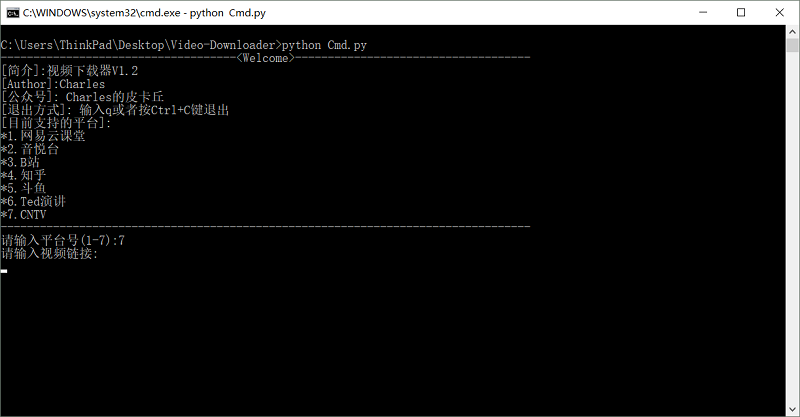 C:\WINDOWS\system32\cmd.exe - python  Cmd.py
C:\Users\ThinkPad\Desktop\Video-Downloader>python Cmd.py
------------------------------------<Welcome>------------------------------------
[简介]:视频下载器V1.2
[Author]:Charles
[公众号]: Charles的皮卡丘
[退出方式]: 输入q或者按Ctrl+C键退出
[目前支持的平台]:
*1.网易云课堂
*2.音悦台
*3.B站
*4.知乎
*5.斗鱼
*6.Ted演讲
*7.CNTV
---------------------------------------------------------------------------------
请输入平台号(1-7):7
请输入视频链接: